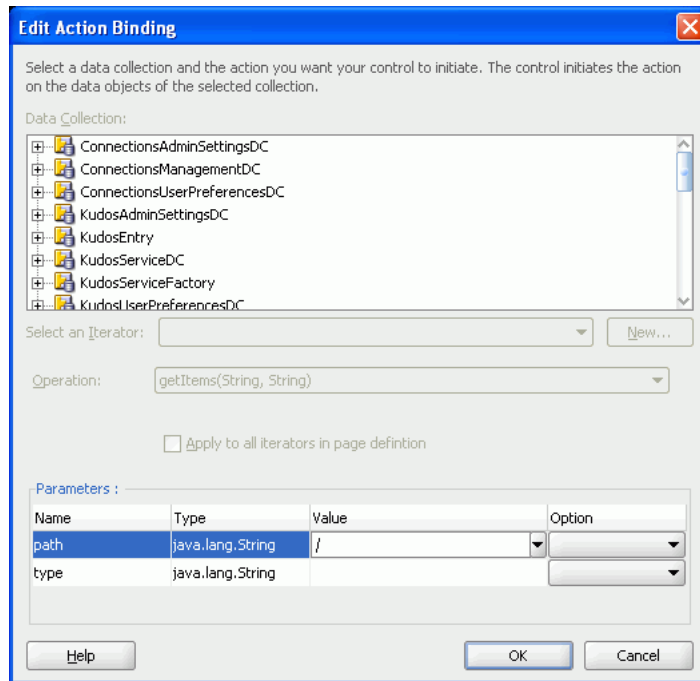 Edit Action Binding
Select a data collection and the action you want your control to initiate. The control initiates the action
on the data objects of the selected collection.
Data Collection:
ConnectionsAdminSettingsDC
ConnectionsManagementDC
ConnectionsUserPreferencesDC
KudosAdminSettingsDC
KudosEntry
KudosServiceDC
KudosServiceFactory
KudosUserPreferencesDC
Select an Iterator: New...
Operation: getItems(String, String)
Apply to all iterators in page defintion
Parameters :
Name Type Value Option
path java.lang.String /
type java.lang.String
Help OK Cancel